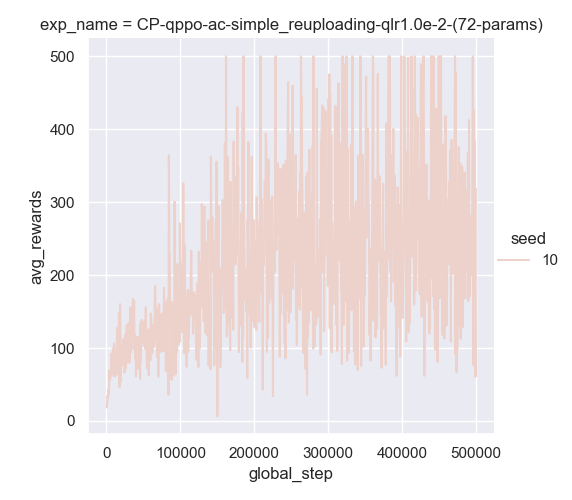 exp_name = CP-qppo-ac-simple_reuploading-qlr1.0e-2-(72-params)
500
400
300
200
100
0
avg_rewards
0 100000 200000 300000 400000 500000
global_step
seed
10